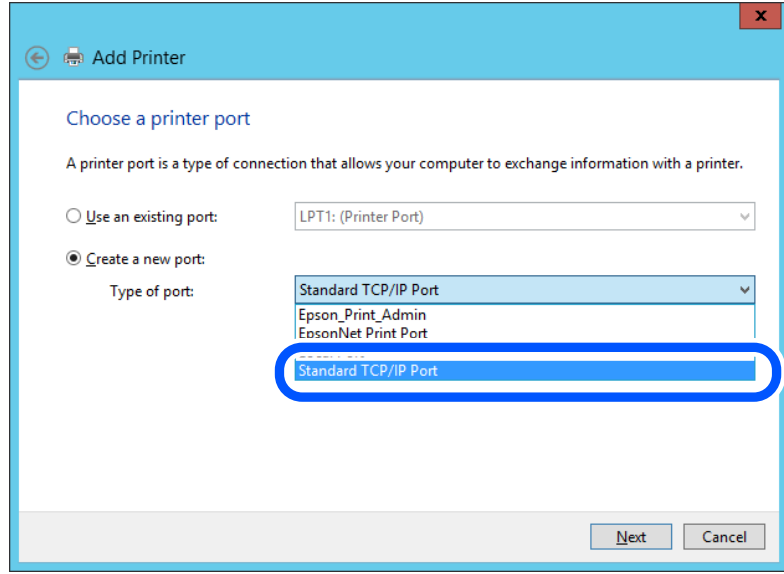 x
Add Printer
Choose a printer port
A printer port is a type of connection that allows your computer to exchange information with a printer.
Use an existing port: LPT1: (Printer Port)
Create a new port:
Type of port: Standard TCP/IP Port
Epson_Print_Admin
EpsonNet Print Port
Standard TCP/IP Port
Next Cancel